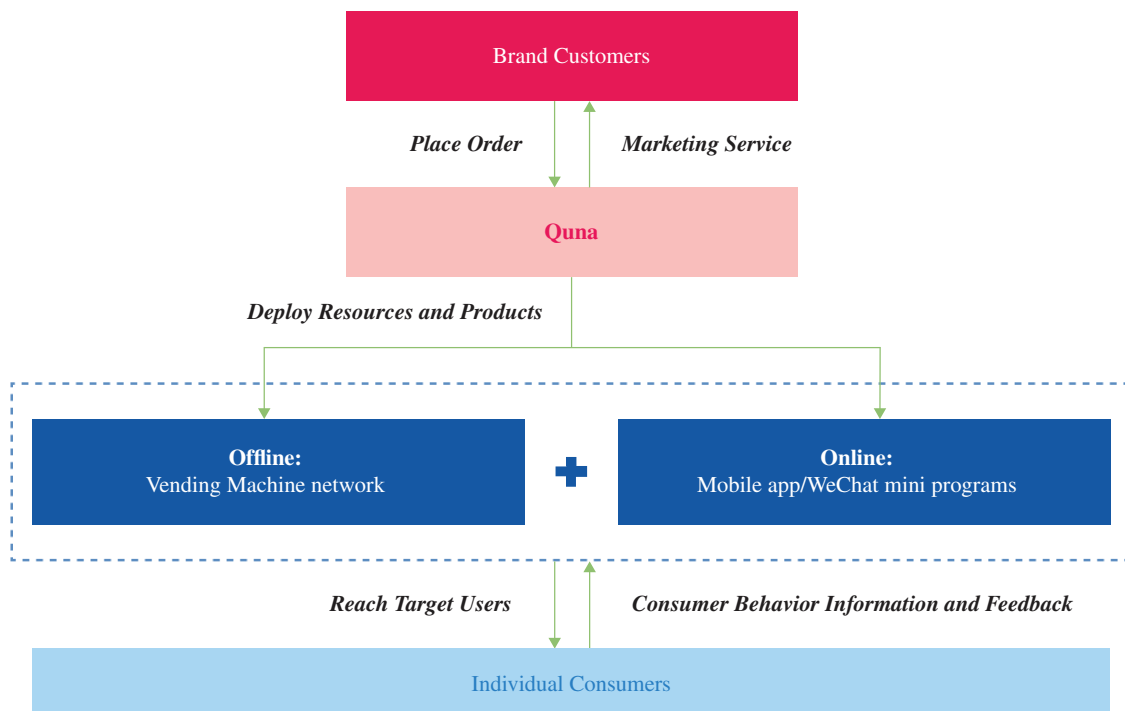 Brand Customers
Place Order
Marketing Service
Quna
Deploy Resources and Products
Offline:
Vending Machine network
Online:
Mobile app/WeChat mini programs
Reach Target Users
Consumer Behavior Information and Feedback
Individual Consumers